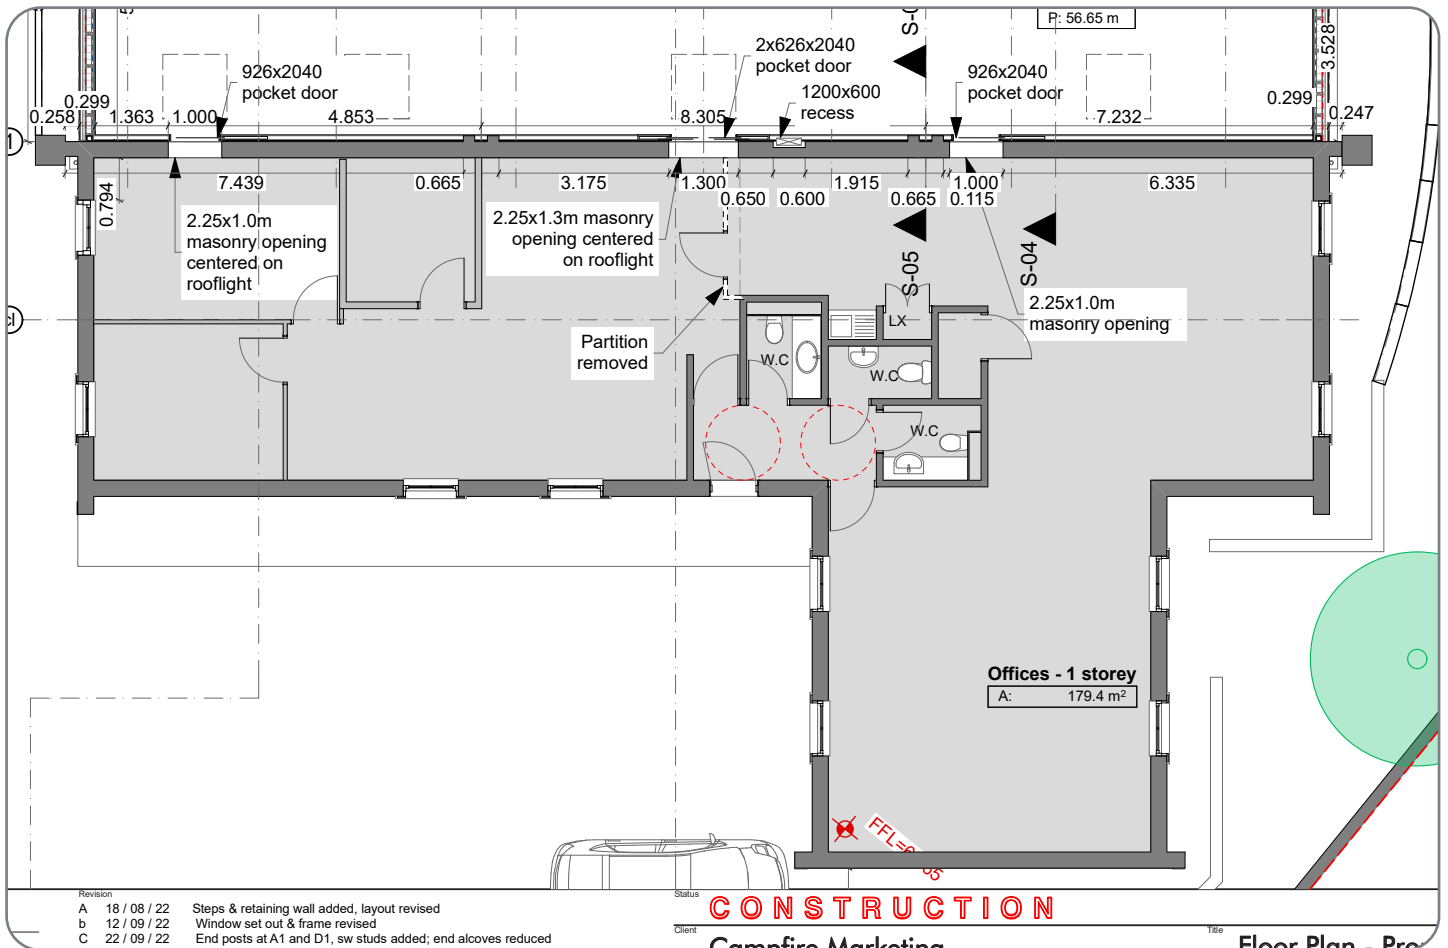 P: 56.65 m
S-0
3.528
926x2040
pocket door
2x626x2040
pocket door
1200x600
recess
926x2040
pocket door
0.299
0.258
1.363
1.000
4.853
8.305
7.232
0.299
0.247
7.439
0.665
3.175
1.300
0.650
0.600
1.915
0.665
1.000
0.115
6.335
0.794
2.25x1.0m
masonry opening
centered on
rooflight
2.25x1.3m masonry
opening centered
on rooflight
S-05
S-04
2.25x1.0m
masonry opening
Partition
removed
LX
W.C
W.C
W.C
Offices - 1 storey
A: 179.4 m²
Revision
A 18 / 08 / 22 Steps & retaining wall added, layout revised
b 12 / 09 / 22 Window set out & frame revised
C 22 / 09 / 22 End posts at A1 and D1, sw studs added; end alcoves reduced
Status
CONSTRUCTION
Client
Campfire Marketing
Title
Floor Plan - Pro